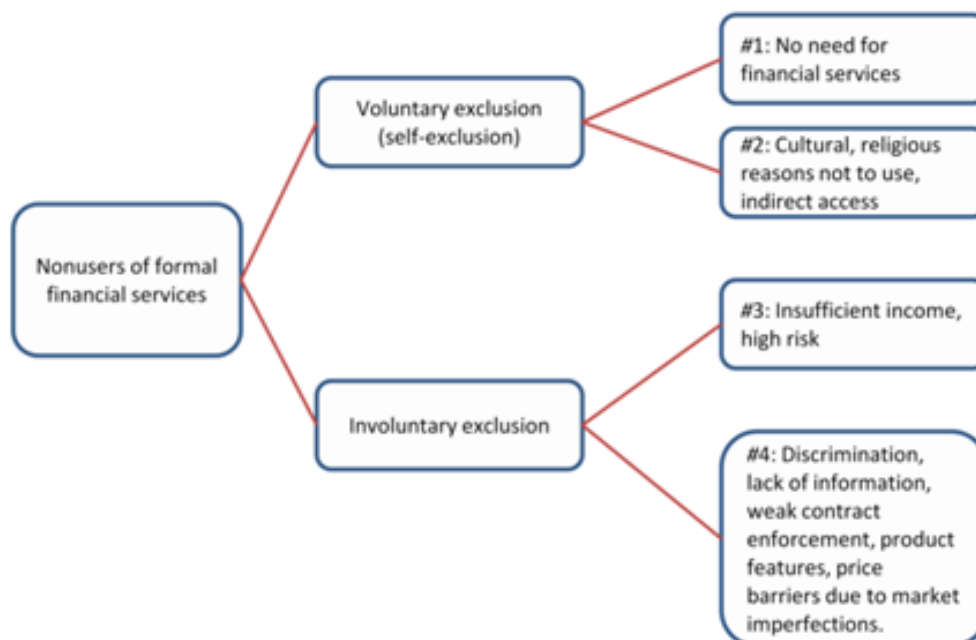 Nonusers of formal
financial services
Voluntary exclusion
(self-exclusion)
#1: No need for
financial services
#2: Cultural, religious
reasons not to use,
indirect access
Involuntary exclusion
#3: Insufficient income,
high risk
#4: Discrimination,
lack of information,
weak contract
enforcement, product
features, price
barriers due to market
imperfections.